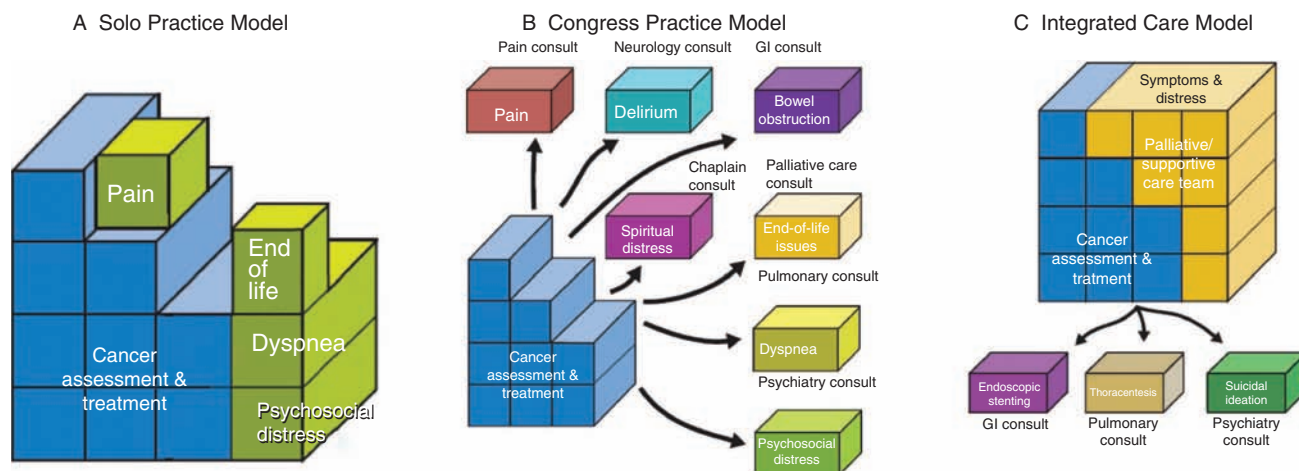 A Solo Practice Model
Pain
End
of
life
Dyspnea
Cancer
assessment &
treatment
Psychosocial
distress
B Congress Practice Model
Pain consult
Neurology consult
GI consult
Pain
Delirium
Bowel
obstruction
Chaplain
consult
Palliative care
consult
Spiritual
distress
End-of-life
issues
Pulmonary consult
Cancer
assessment &
treatment
Dyspnea
Psychiatry consult
Psychosocial
distress
C Integrated Care Model
Symptoms &
distress
Palliative/
supportive
care team
Cancer
assessment &
tratment
Endoscopic
stenting
Thoracentesis
Suicidal
ideation
GI consult
Pulmonary
consult
Psychiatry
consult